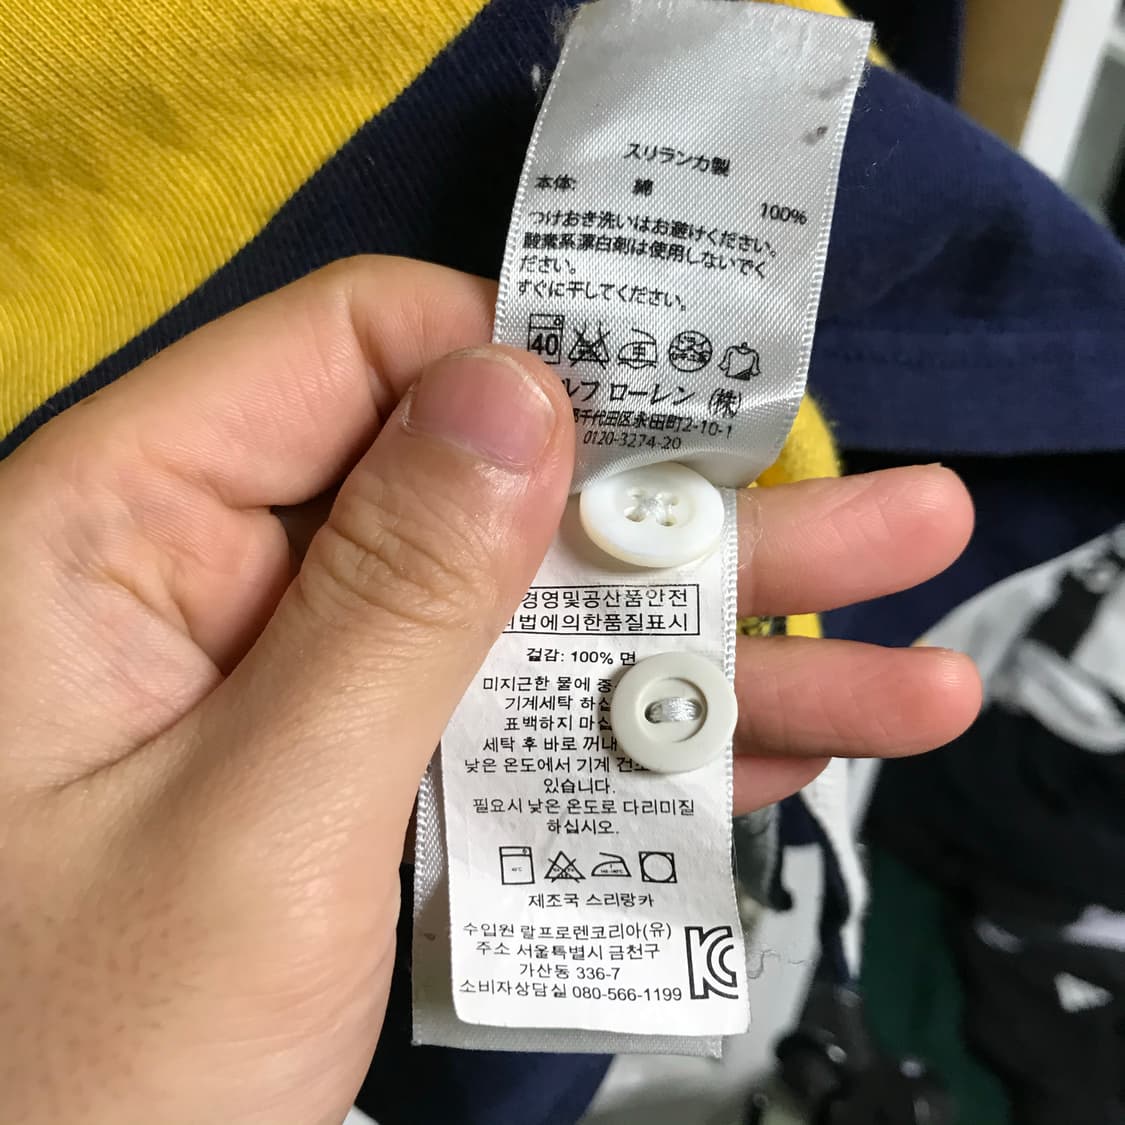 スリランカ製
本体: 綿
100%
つけおき洗いはお避けください。
酸素系漂白剤は使用しないでく
ださい。
すぐに干してください。
40
ルフ ローレン (株)
千代田区永田町2-10-1
0120-3274-20
경영및공산품안전
법에의한품질표시
겉감: 100% 면
미지근한 물에 중
기계세탁 하십
표백하지 마십
세탁 후 바로 꺼내
낮은 온도에서 기계 건조
있습니다.
필요시 낮은 온도로 다리미질
하십시오.
제조국 스리랑카
수입원 랄프로렌코리아(유)
주소 서울특별시 금천구
가산동 336-7
소비자상담실 080-566-1199